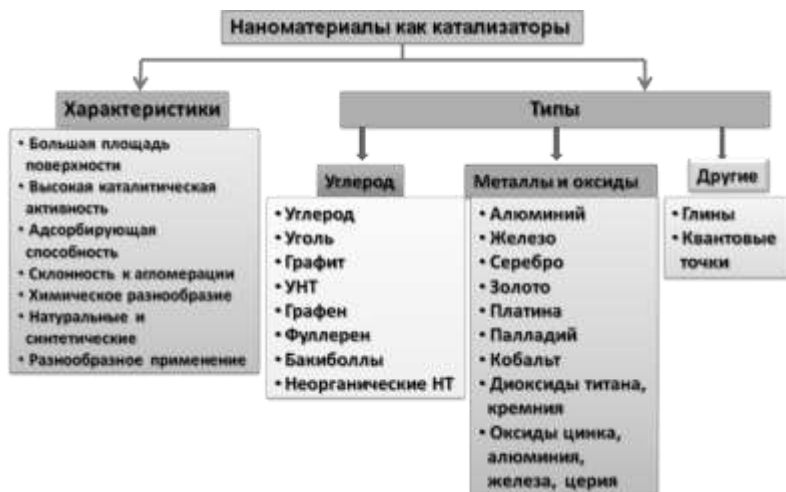 Наноматериалы как катализаторы
Характеристики
• Большая площадь
поверхности
• Высокая каталитическая
активность
• Адсорбирующая
способность
• Склонность к агломерации
• Химическое разнообразие
• Натуральные и
синтетические
• Разнообразное применение
Типы
Углерод
• Углерод
• Уголь
• Графит
• УНТ
• Графен
• Фуллерен
• Бакиболлы
• Неорганические НТ
Металлы и оксиды
• Алюминий
• Железо
• Серебро
• Золото
• Платина
• Палладий
• Кобальт
• Диоксиды титана,
кремния
• Оксиды цинка,
алюминия,
железа, церия
Другие
• Глины
• Квантовые
точки